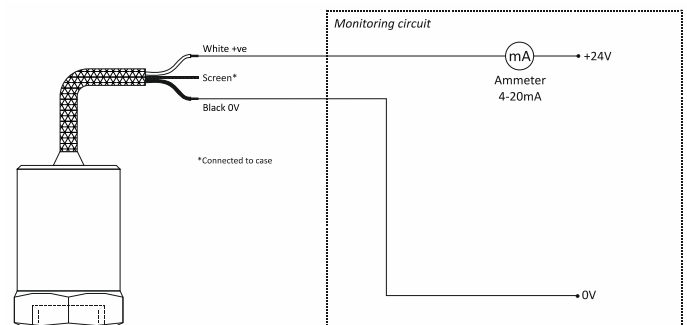 Monitoring circuit
White +ve
mA
+24V
Screen*
Ammeter
4-20mA
Black 0V
*Connected to case
0V